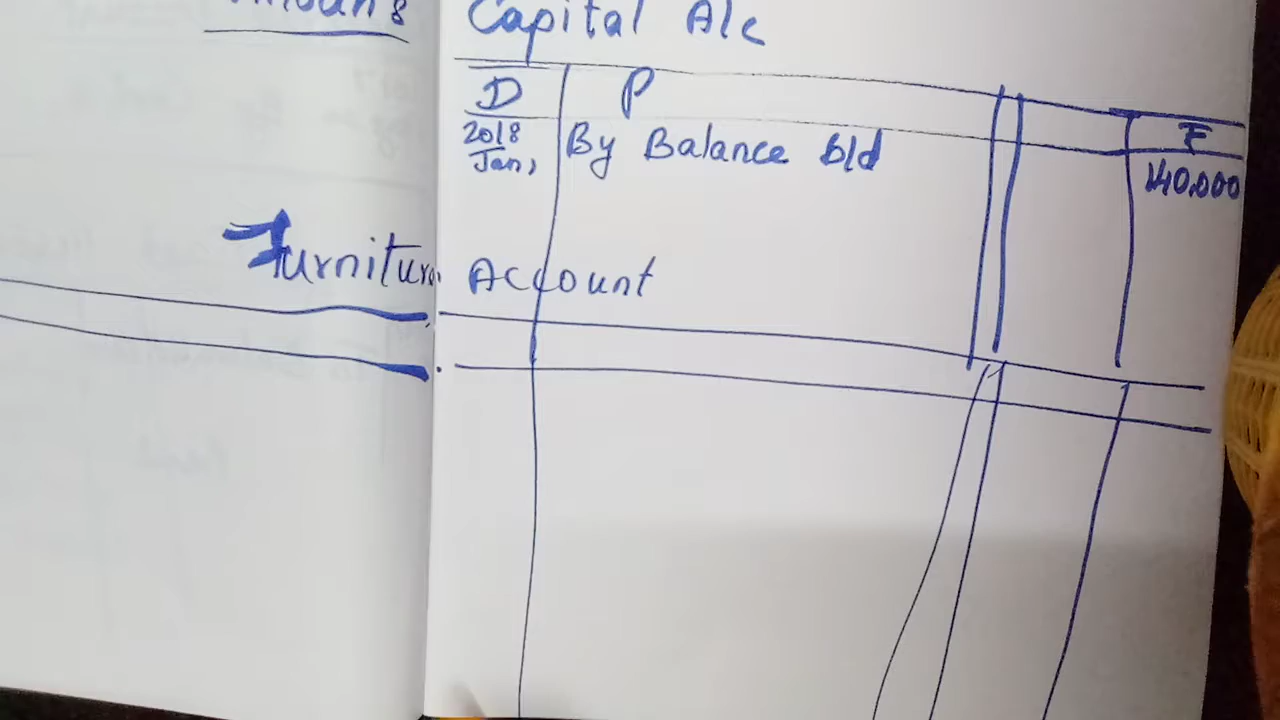 Capital A/c
D P ₹
2018 By Balance b/d 140,000
Jan,
Furniture Account